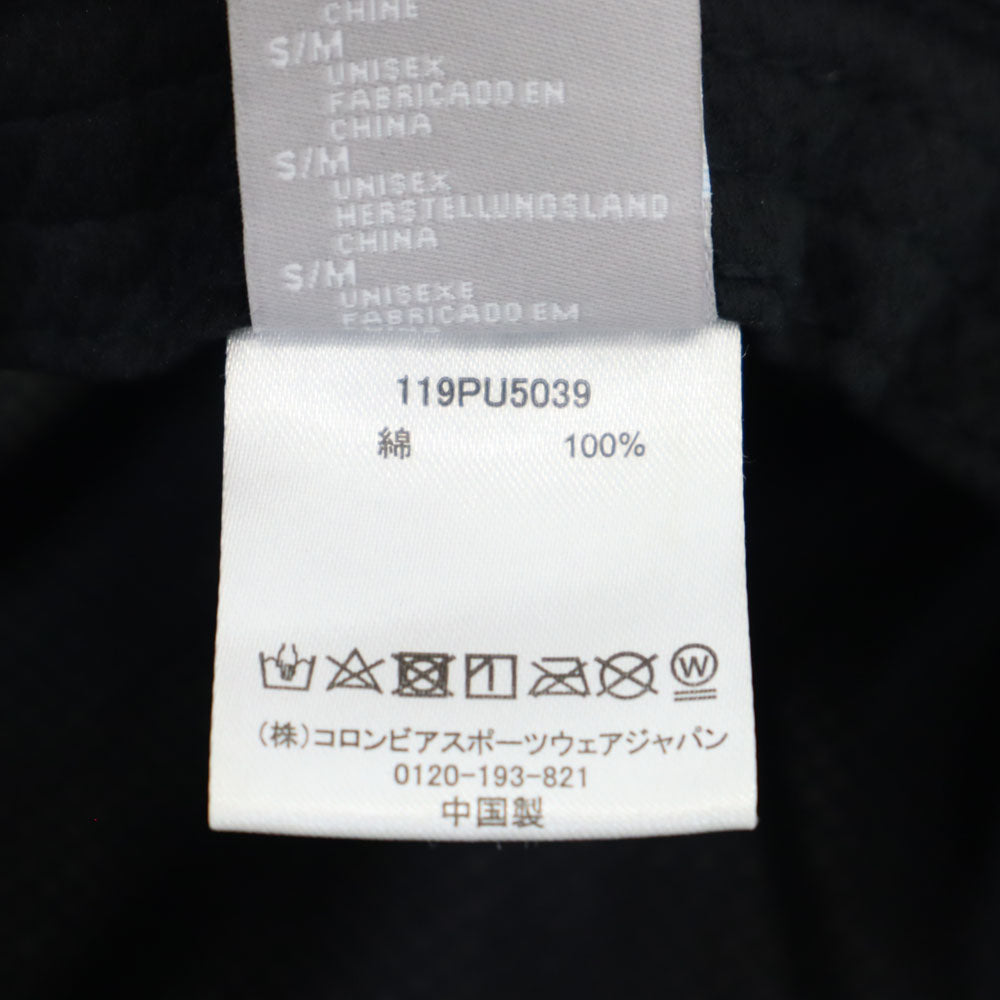 CHINE
S/M
UNISEX
FABRICADO EN
CHINA
S/M
UNISEX
HERSTELLUNGSLAND
CHINA
S/M
UNISEXE
FABRICADO EM
119PU5039
綿 100%
W
(株)コロンビアスポーツウェアジャパン
0120-193-821
中国製